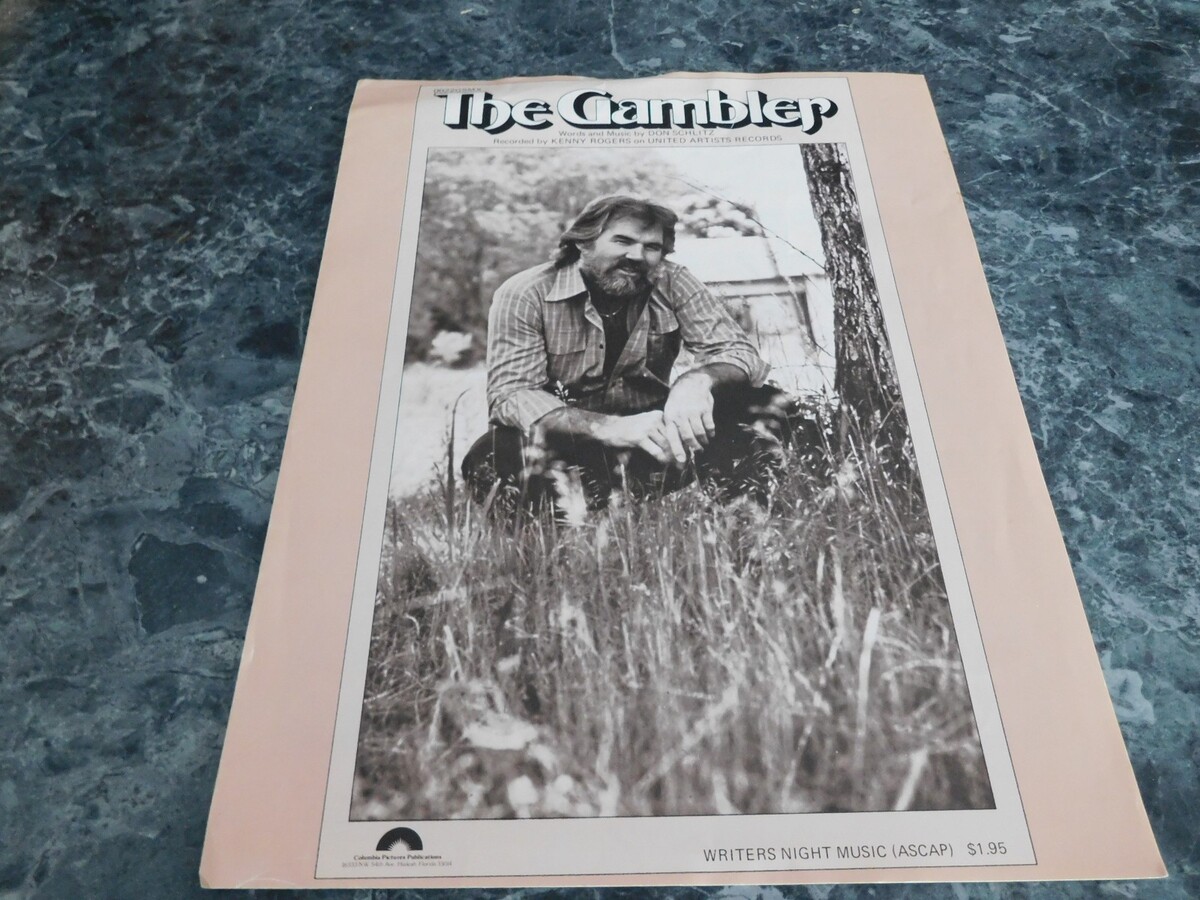 The Gambler
Words and Music by DON SCHLITZ
Recorded by KENNY ROGERS on UNITED ARTISTS RECORDS
Columbia Pictures Publications
WRITERS NIGHT MUSIC (ASCAP) $1.95